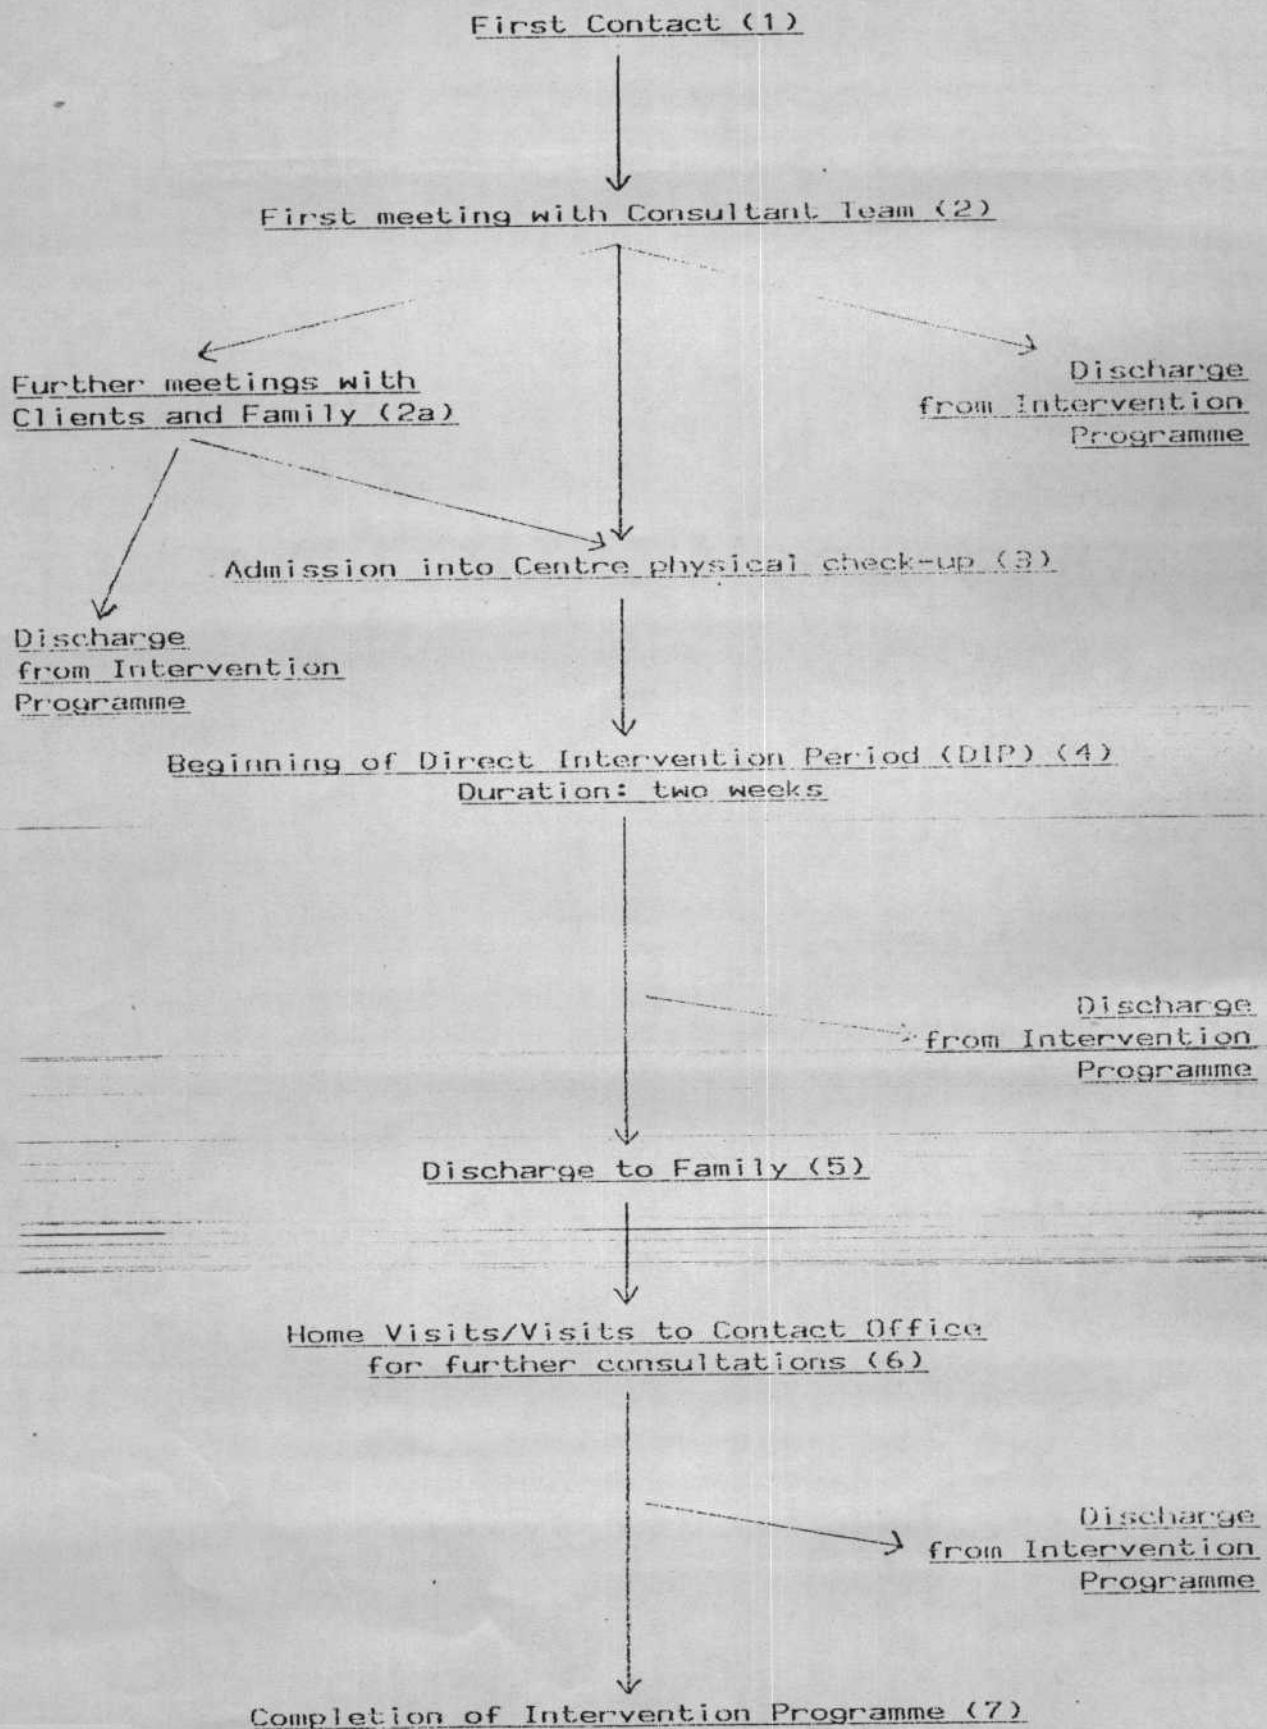 First Contact (1)
First meeting with Consultant Team (2)
Further meetings with
Clients and Family (2a)
Discharge
from Intervention
Programme
Admission into Centre physical check-up (3)
Discharge
from Intervention
Programme
Beginning of Direct Intervention Period (DIP) (4)
Duration: two weeks
Discharge
from Intervention
Programme
Discharge to Family (5)
Home Visits/Visits to Contact Office
for further consultations (6)
Discharge
from Intervention
Programme
Completion of Intervention Programme (7)